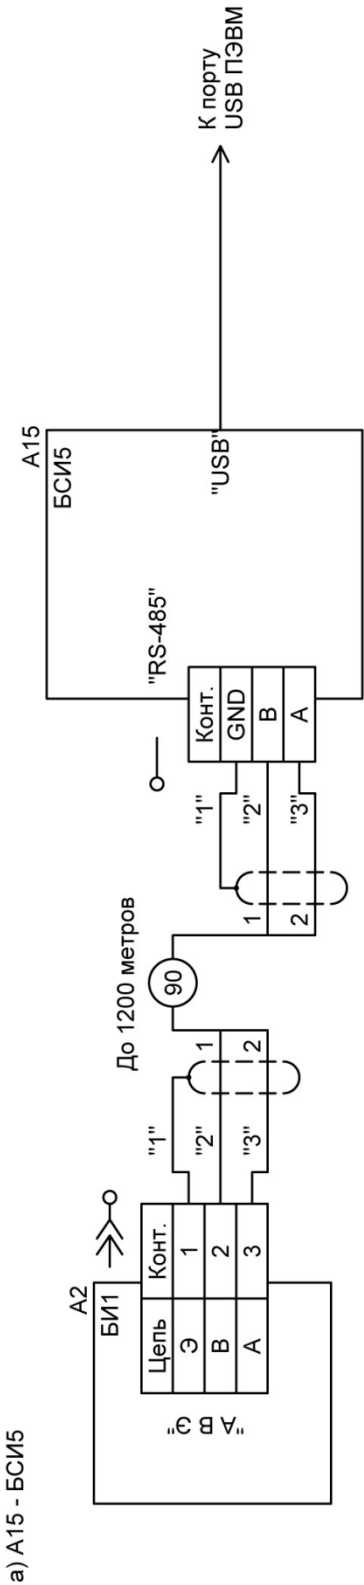 а) А15 - БСИ5
А2
БИ1
"А В Э"
Цепь Конт.
Э 1
В 2
А 3
"1"
"2"
"3"
1
2
До 1200 метров
90
1
2
"1"
"2"
"3"
А15
БСИ5
"RS-485"
Конт.
GND
В
А
"USB"
К порту
USB ПЭВМ